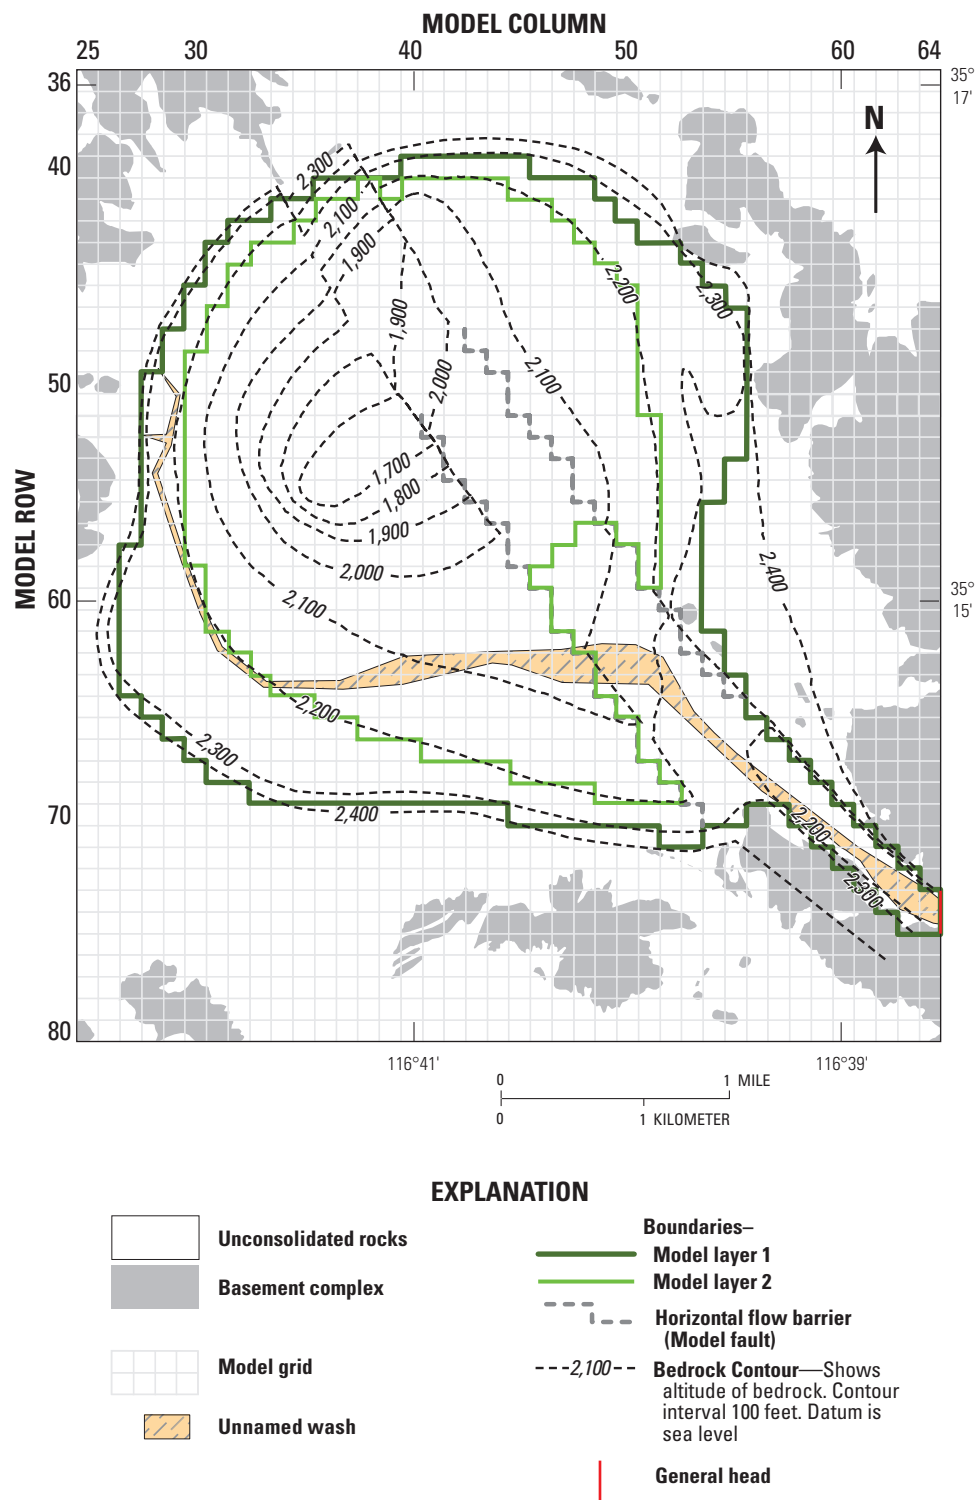 MODEL COLUMN
25 30 40 50 60 64
36
40
50
60
70
80
MODEL ROW
35°
17'
35°
15'
N
2,300
2,100
1,900
1,900
2,000
2,100
2,200
2,300
1,700
1,800
1,900
2,000
2,100
2,400
2,200
2,300
2,400
2,200
2,300
116°41' 116°39'
0 1 MILE
0 1 KILOMETER
EXPLANATION
Unconsolidated rocks
Basement complex
Model grid
Unnamed wash
Boundaries–
Model layer 1
Model layer 2
Horizontal flow barrier
(Model fault)
2,100 Bedrock Contour—Shows
altitude of bedrock. Contour
interval 100 feet. Datum is
sea level
General head